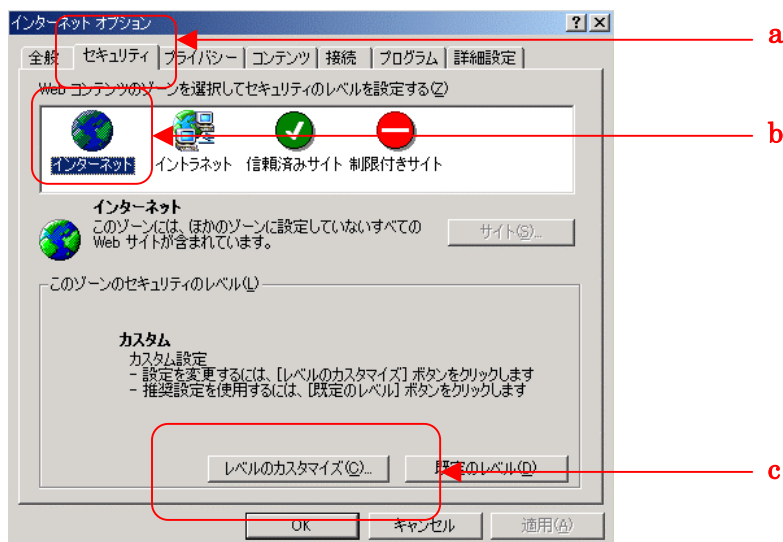 インターネット オプション
a
全般 セキュリティ プライバシー コンテンツ 接続 プログラム 詳細設定
Web コンテンツのゾーンを選択してセキュリティのレベルを設定する(Z)
b
インターネット イントラネット 信頼済みサイト 制限付きサイト
インターネット
このゾーンには、ほかのゾーンに設定していないすべての
Web サイトが含まれています。
サイト(S)...
このゾーンのセキュリティのレベル(L)
カスタム
カスタム設定
- 設定を変更するには、[レベルのカスタマイズ] ボタンをクリックします
- 推奨設定を使用するには、[既定のレベル] ボタンをクリックします
レベルのカスタマイズ(C)... 既定のレベル(D)
c
OK キャンセル 適用(A)